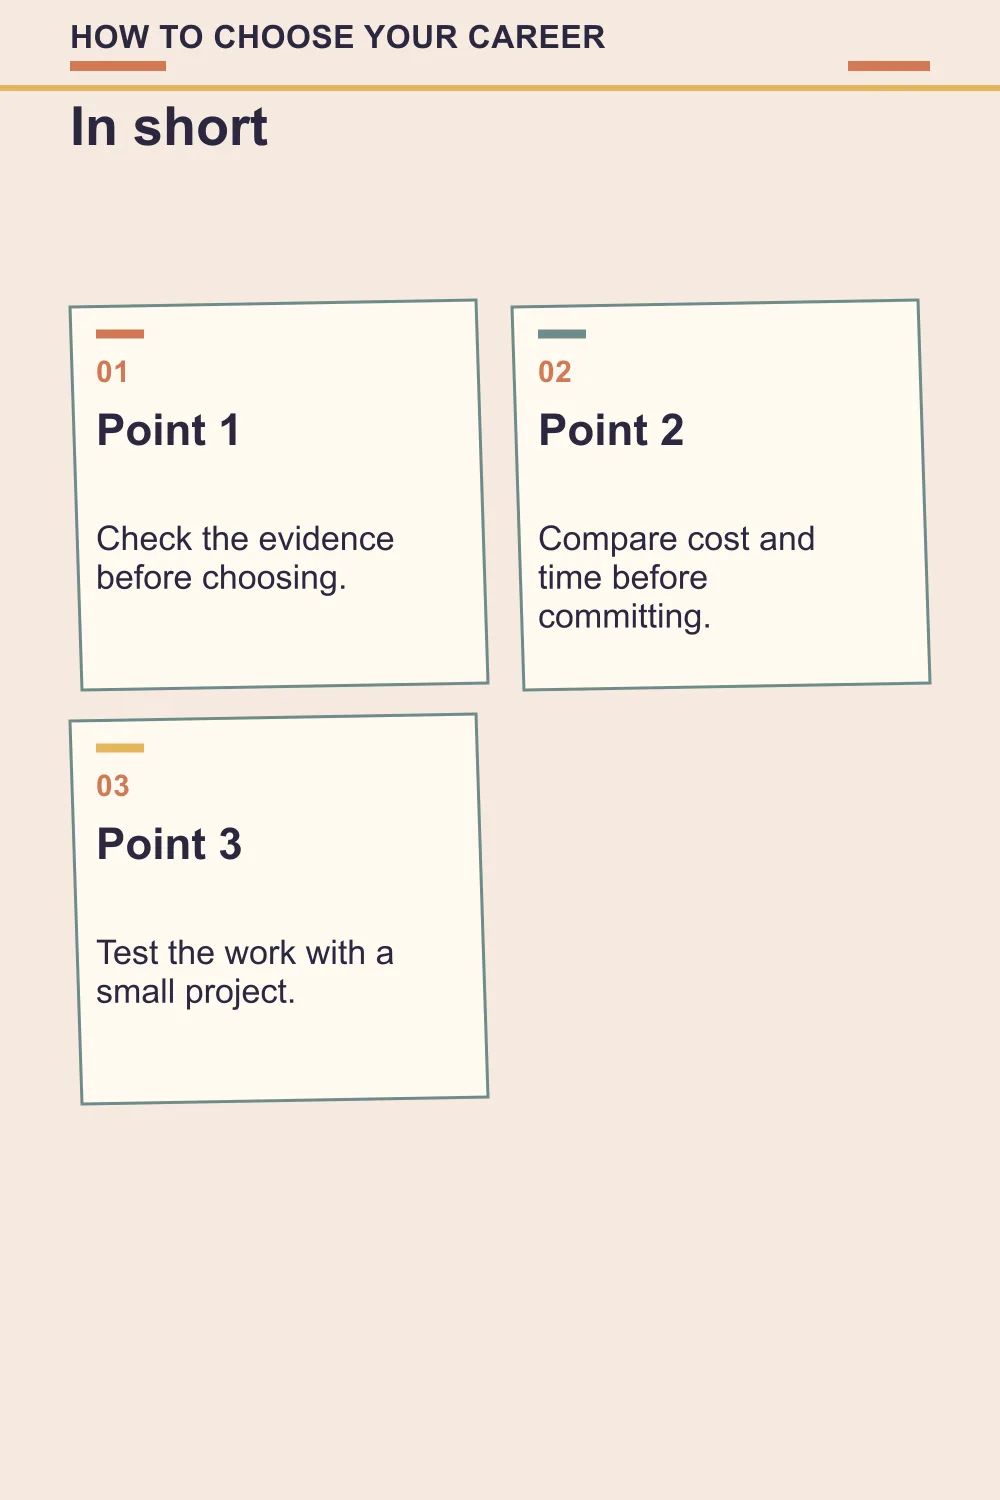 HOW TO CHOOSE YOUR CAREER
In short
01
Point 1
Check the evidence
before choosing.
02
Point 2
Compare cost and
time before
committing.
03
Point 3
Test the work with a
small project.